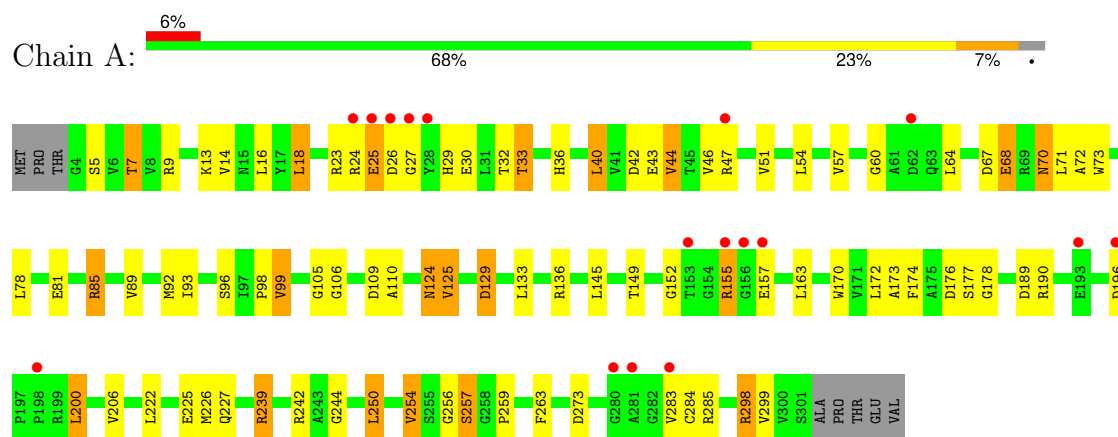 6%
Chain A:
68% 23% 7% •
MET PRO THR G4 S5 V6 T7 V8 R9 K13 V14 N15 L16 Y17 L18 R23 R24 E25 D26 G27 Y28 H29 E30 L31 T32 T33 H36 L40 V41 D42 E43 V44 T45 V46 R47 V51 L54 V57 G60 A61 D62 Q63 L64 D67 E68 R69 N70 L71 A72 W73
L78 E81 R85 V89 M92 I93 S96 I97 P98 V99 G105 G106 D109 A110 N124 V125 D129 L133 R136 L145 T149 G152 T153 G154 R155 G156 E157 L163 W170 V171 L172 A173 F174 A175 D176 S177 G178 D189 R190 E193 D196
P197 P198 R199 L200 V206 L222 E225 M226 Q227 R239 R242 A243 G244 L250 V254 S255 G256 S257 G258 P259 F263 D273 G280 A281 G282 V283 C284 R285 R298 V299 V300 S301 ALA PRO THR GLU VAL